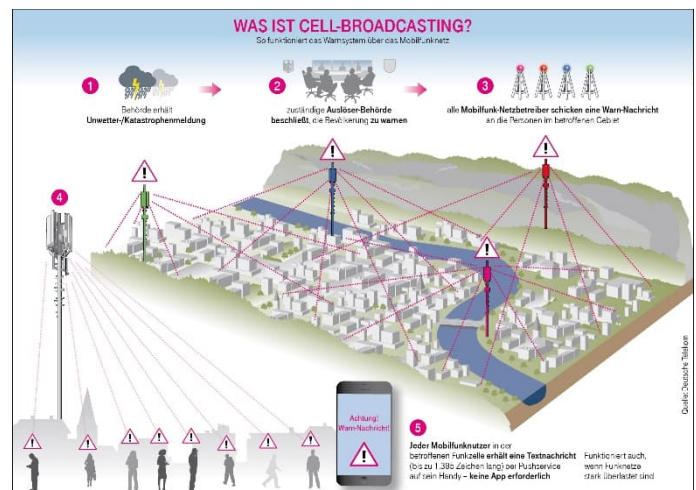 WAS IST CELL-BROADCASTING?
So funktioniert das Warnsystem über das Mobilfunknetz
1
Behörde erhält
Unwetter-/Katastrophenmeldung
2
zuständige Auslöser-Behörde
beschließt, die Bevölkerung zu warnen
3
alle Mobilfunk-Netzbetreiber schicken eine Warn-Nachricht
an die Personen im betroffenen Gebiet
4
!
!
!
!
Achtung!
Warn-Nachricht!
!
5
Jeder Mobilfunknutzer in der
betroffenen Funkzelle erhält eine Textnachricht
(bis zu 1.395 Zeichen lang) per Pushservice
auf sein Handy – keine App erforderlich
Funktioniert auch,
wenn Funknetze
stark überlastet sind
!
!
!
!
!
!
!
!
Quelle: Deutsche Telekom